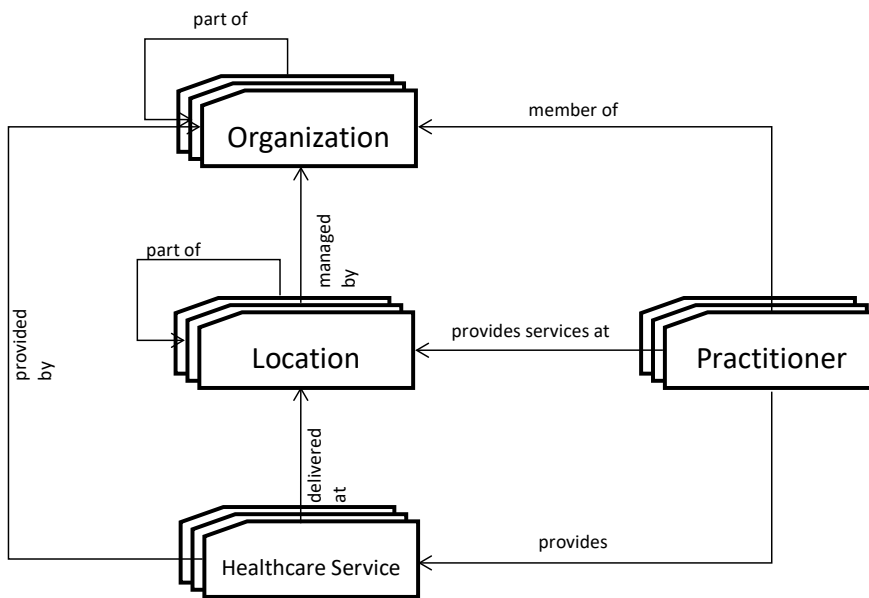 part of
Organization
member of
managed
by
part of
provided
by
Location
provides services at
Practitioner
delivered
at
Healthcare Service
provides